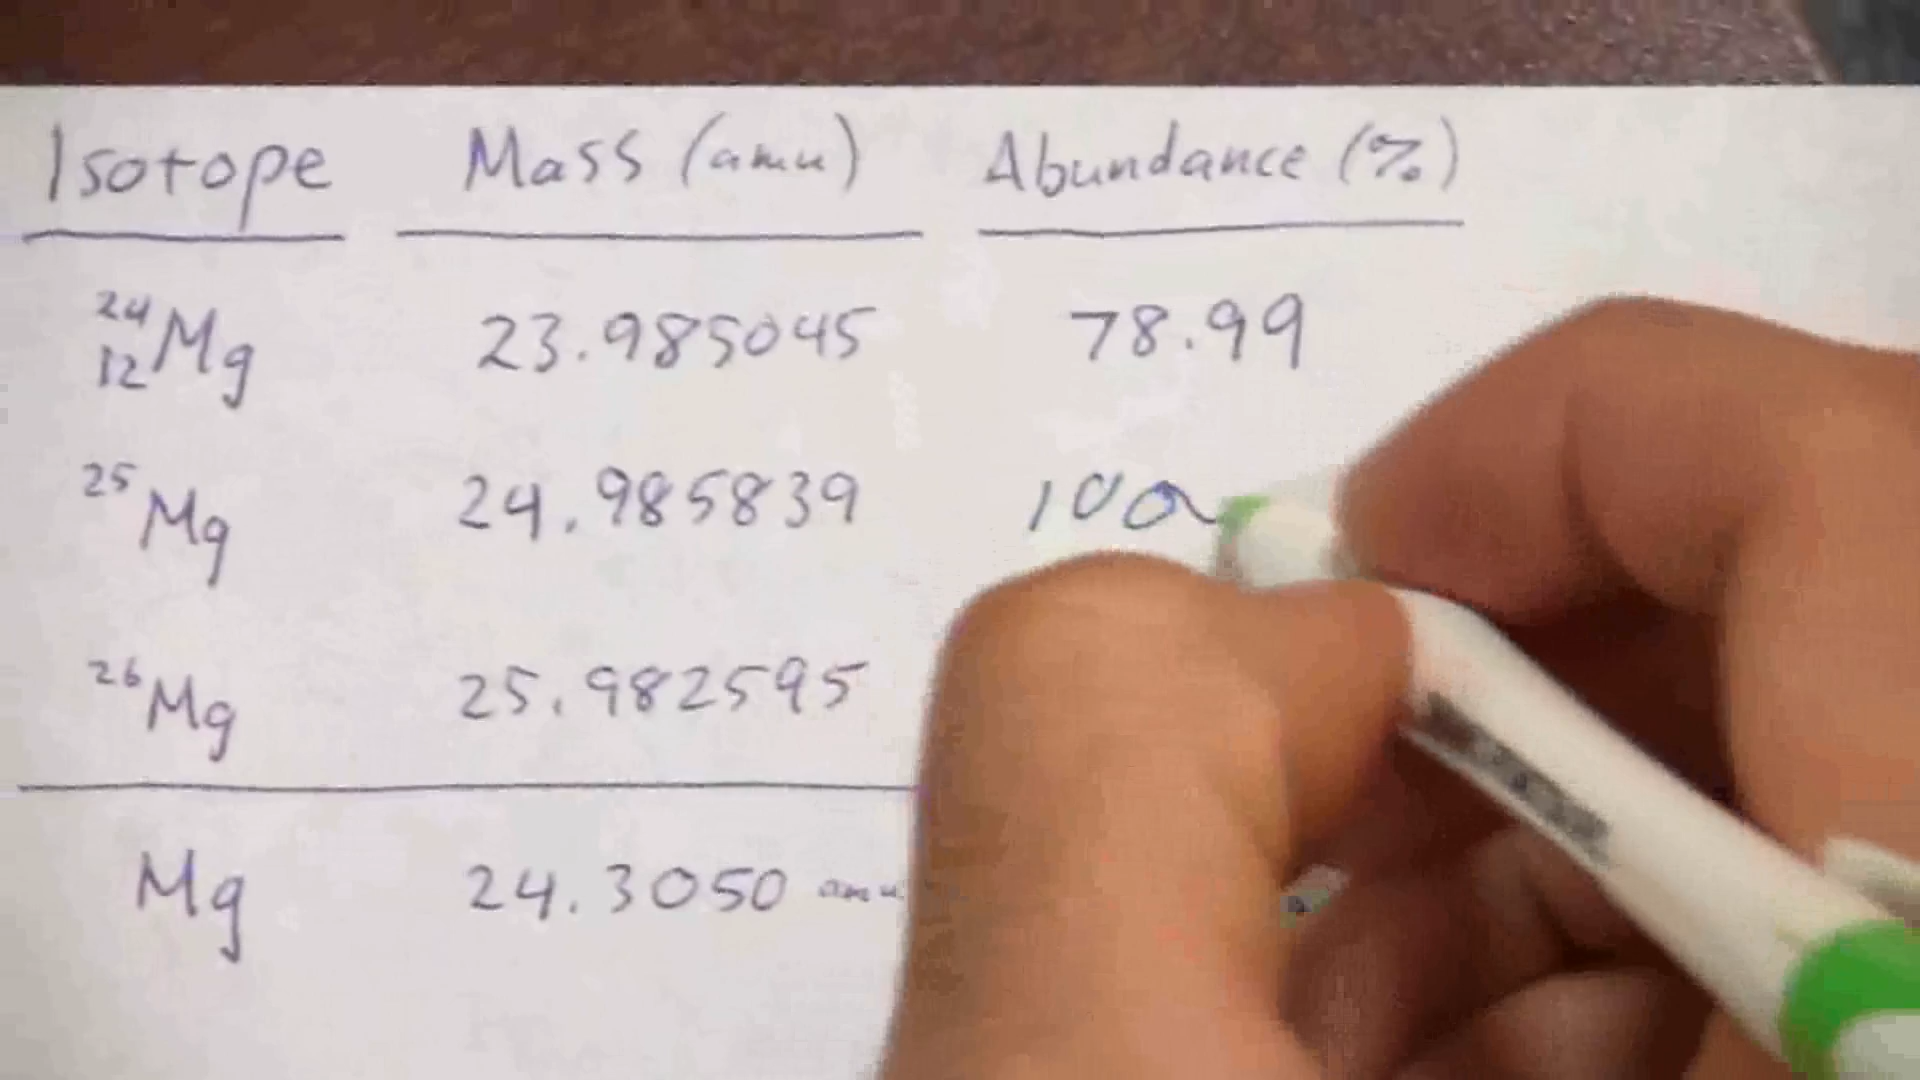 Isotope Mass (amu) Abundance (%)
24 12 Mg 23.985045 78.99
25 Mg 24.985839 100
26 Mg 25.982595
Mg 24.3050 amu